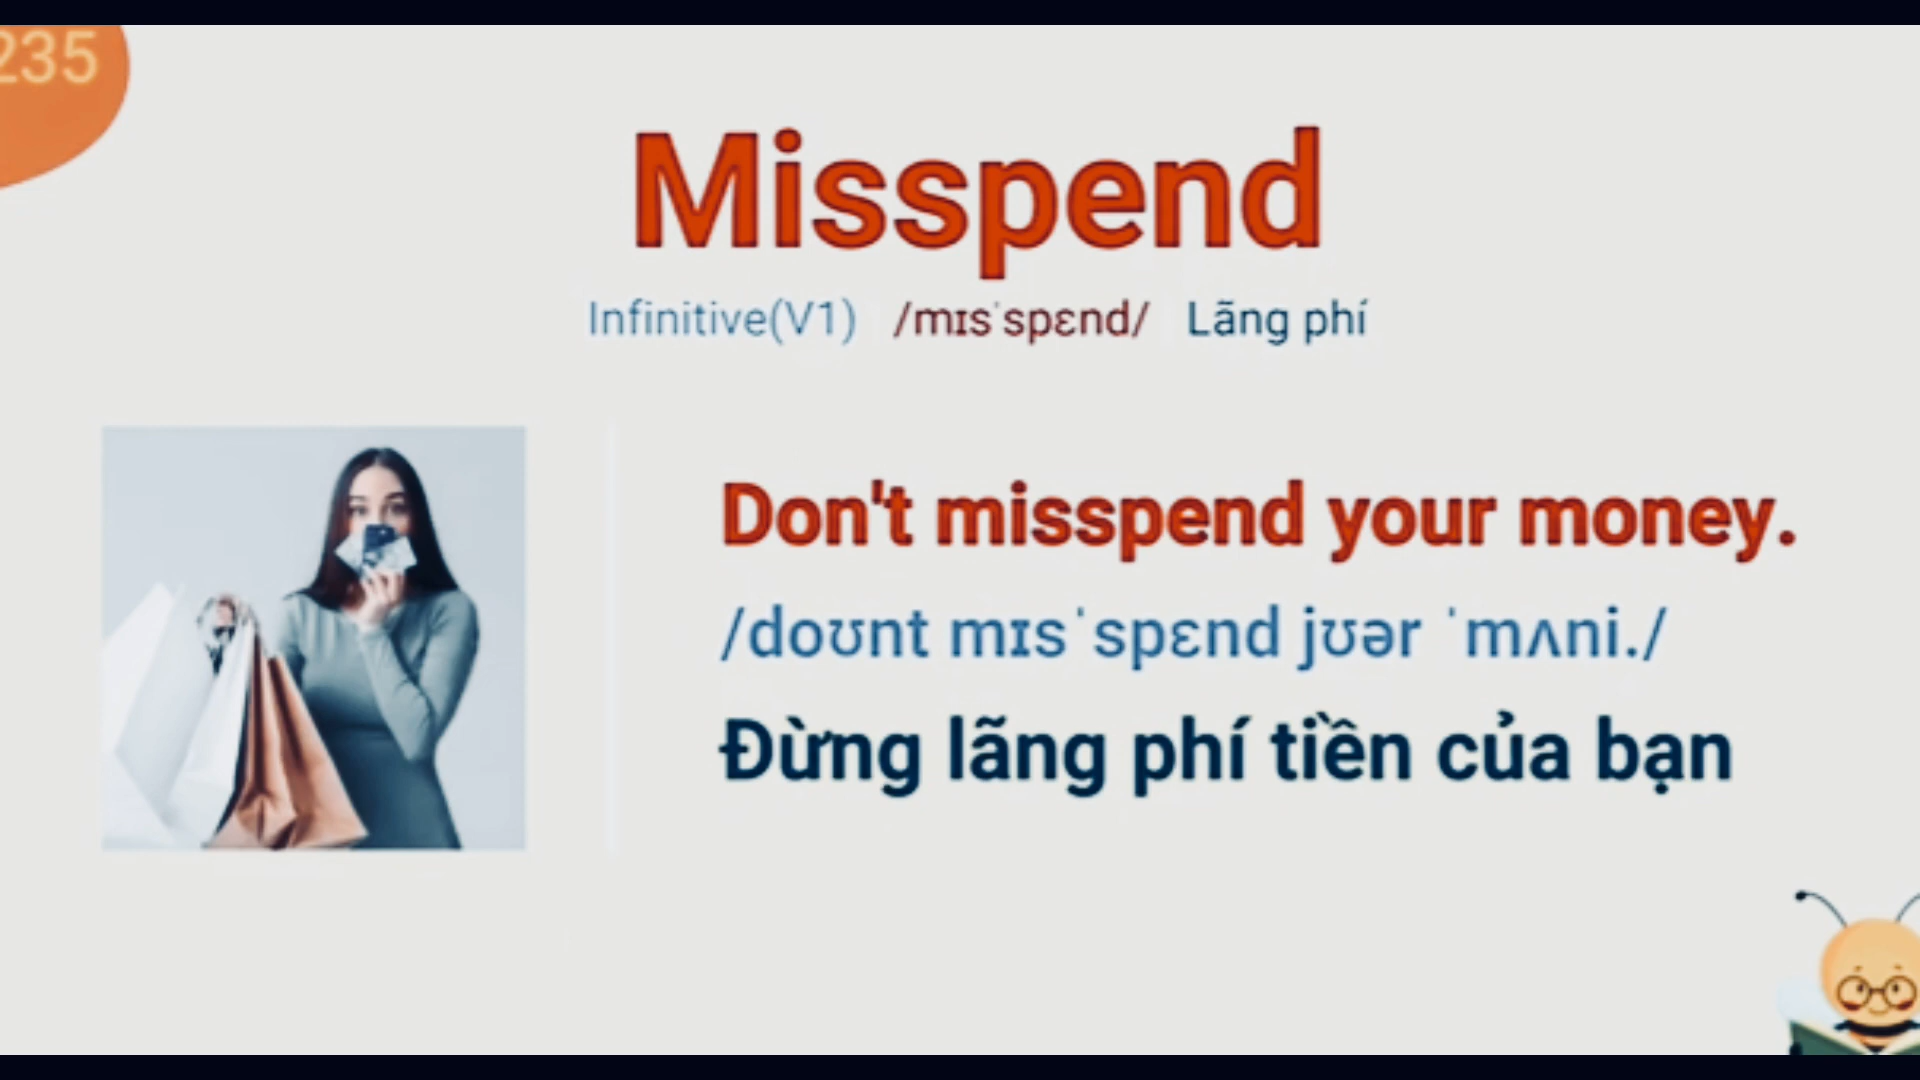 235
Misspend
Infinitive(V1) /mɪsˈspɛnd/ Lãng phí
Don't misspend your money.
/doʊnt mɪsˈspɛnd jʊər ˈmʌni./
Đừng lãng phí tiền của bạn